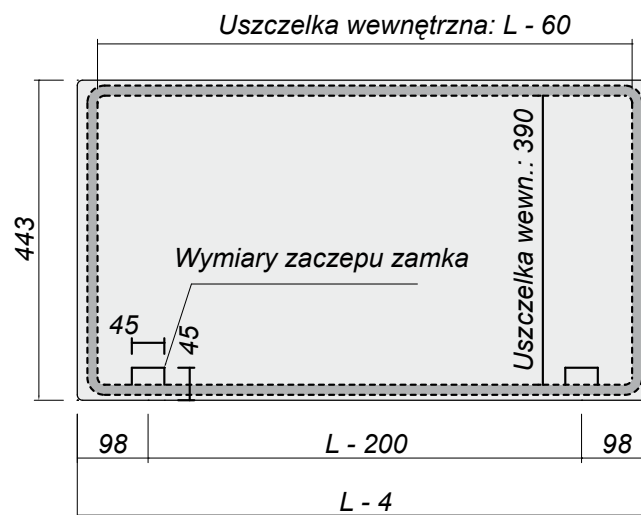 Uszczelka wewnętrzna: L - 60
443
Uszczelka wewn.: 390
Wymiary zaczepu zamka
45
45
98
L - 200
98
L - 4